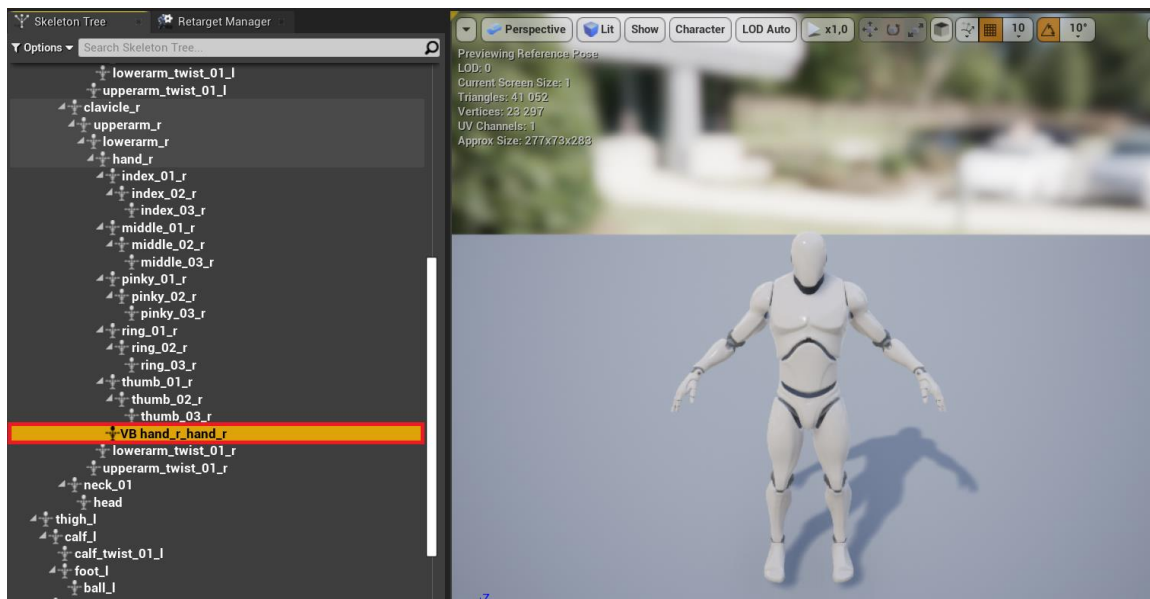 Skeleton Tree
Retarget Manager
Options
Search Skeleton Tree...
lowerarm_twist_01_l
upperarm_twist_01_l
clavicle_r
upperarm_r
lowerarm_r
hand_r
index_01_r
index_02_r
index_03_r
middle_01_r
middle_02_r
middle_03_r
pinky_01_r
pinky_02_r
pinky_03_r
ring_01_r
ring_02_r
ring_03_r
thumb_01_r
thumb_02_r
thumb_03_r
VB hand_r_hand_r
lowerarm_twist_01_r
upperarm_twist_01_r
neck_01
head
thigh_l
calf_l
calf_twist_01_l
foot_l
ball_l
Perspective Lit Show Character LOD Auto x1,0 10 10°
Previewing Reference Pose
LOD: 0
Current Screen Size: 1
Triangles: 41 052
Vertices: 23 297
UV Channels: 1
Approx Size: 277x73x283
Z